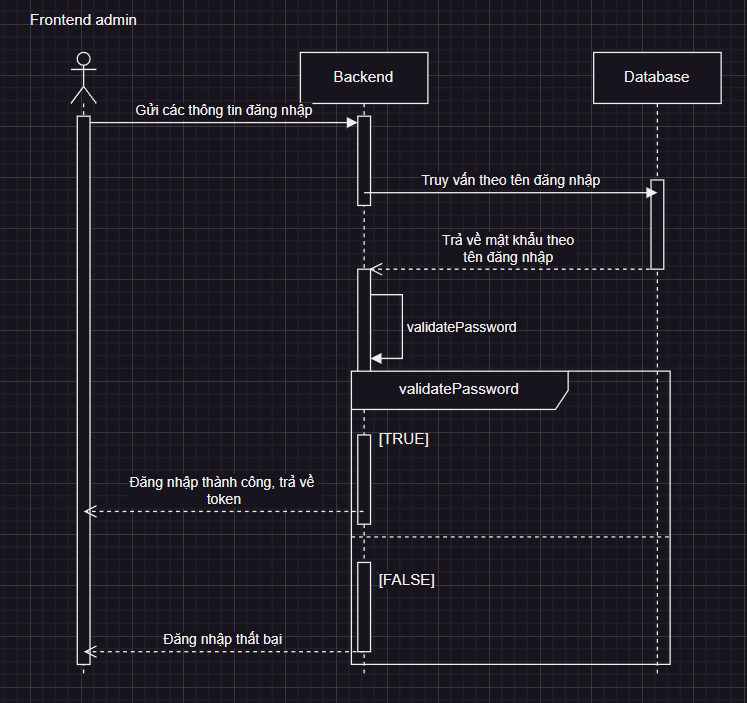 Frontend admin
Backend
Database
Gửi các thông tin đăng nhập
Truy vấn theo tên đăng nhập
Trả về mật khẩu theo
tên đăng nhập
validatePassword
validatePassword
[TRUE]
Đăng nhập thành công, trả về
token
[FALSE]
Đăng nhập thất bại